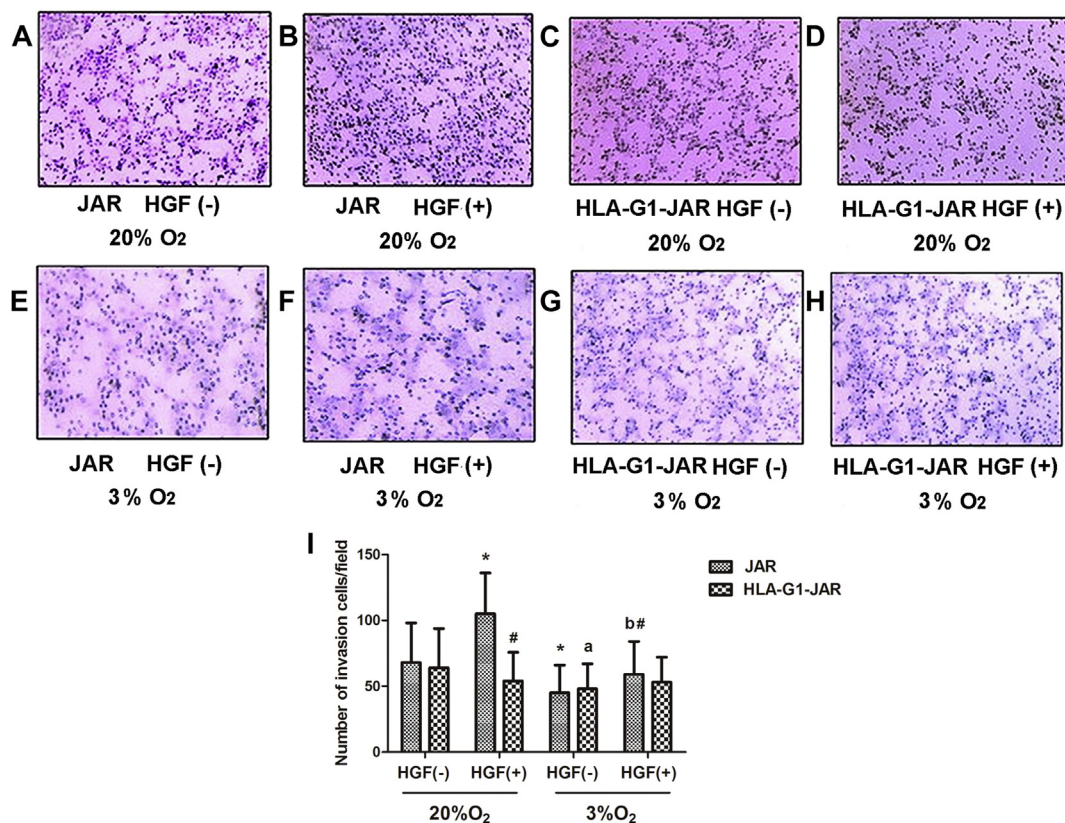 A
B
C
D
JAR HGF (-)
20% O2
JAR HGF (+)
20% O2
HLA-G1-JAR HGF (-)
20% O2
HLA-G1-JAR HGF (+)
20% O2
E
F
G
H
JAR HGF (-)
3% O2
JAR HGF (+)
3% O2
HLA-G1-JAR HGF (-)
3% O2
HLA-G1-JAR HGF (+)
3% O2
I
Number of invasion cells/field
150
100
50
0
*
#
*
a
b#
JAR
HLA-G1-JAR
HGF(-)
HGF(+)
HGF(-)
HGF(+)
20%O2
3%O2